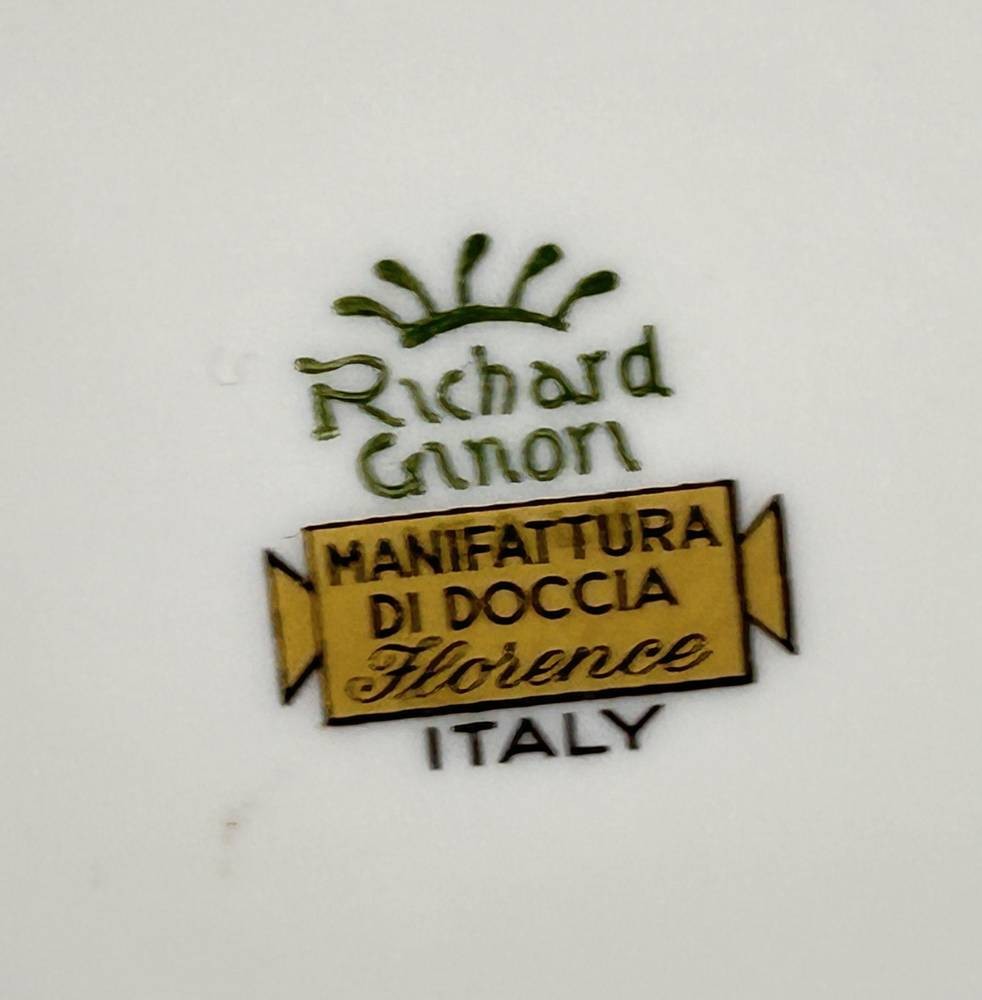 Richard
Ginori
MANIFATTURA
DI DOCCIA
Florence
ITALY